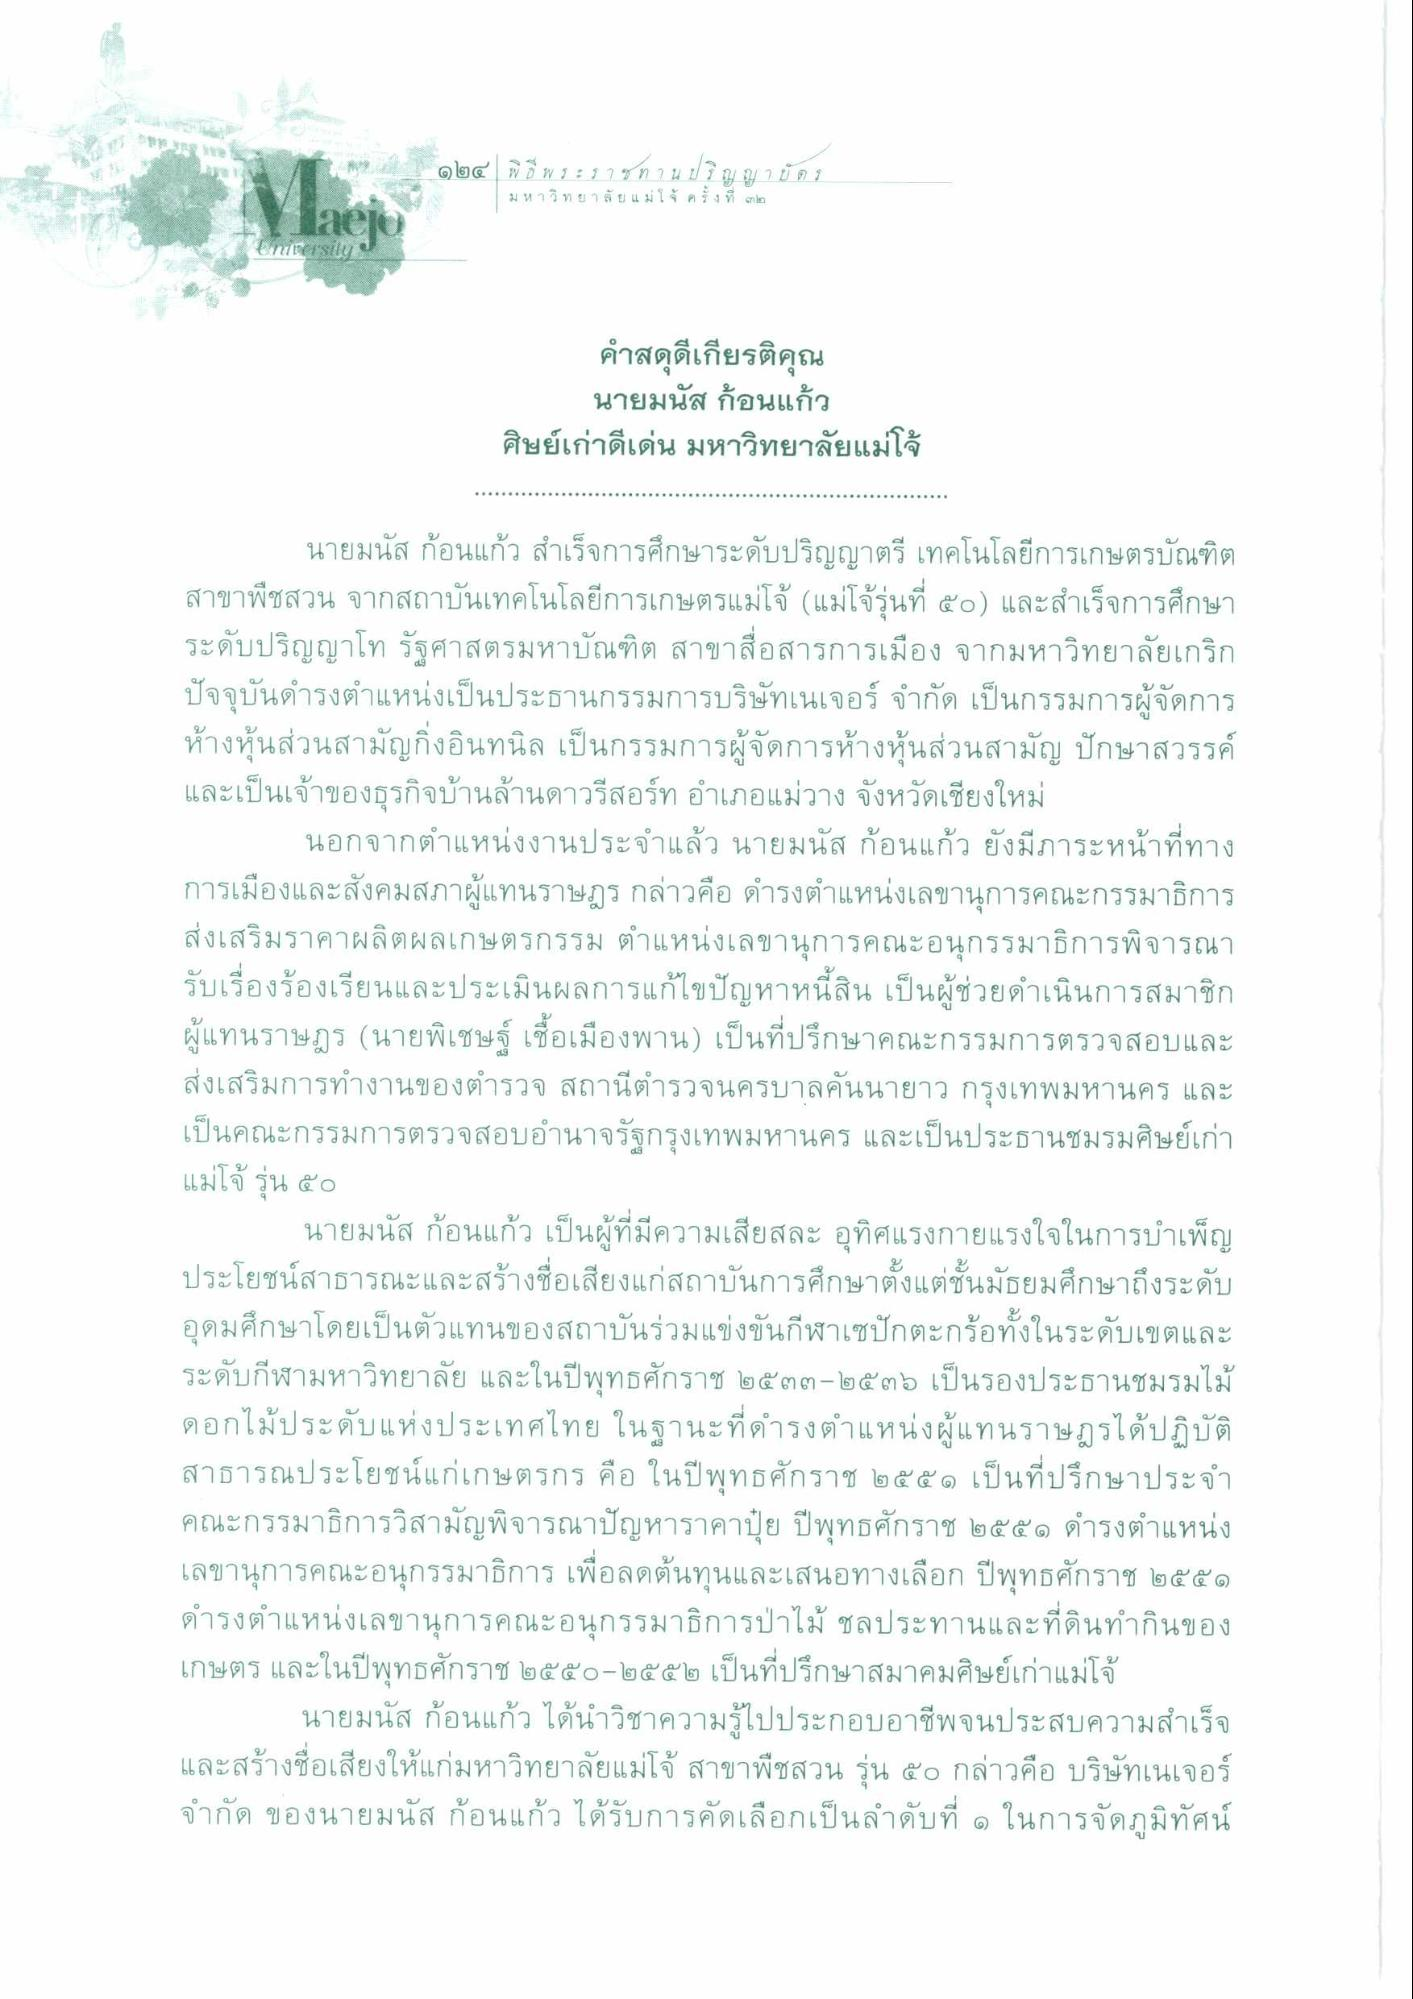 Maejo
University
๑๒๔
พิธีพระราชทานปริญญาบัตร
มหาวิทยาลัยแม่โจ้ ครั้งที่ ๓๒
คำสดุดีเกียรติคุณ
นายมนัส ก้อนแก้ว
ศิษย์เก่าดีเด่น มหาวิทยาลัยแม่โจ้
นายมนัส ก้อนแก้ว สำเร็จการศึกษาระดับปริญญาตรี เทคโนโลยีการเกษตรบัณฑิต
สาขาพืชสวน จากสถาบันเทคโนโลยีการเกษตรแม่โจ้ (แม่โจ้รุ่นที่ ๕๐) และสำเร็จการศึกษา
ระดับปริญญาโท รัฐศาสตรมหาบัณฑิต สาขาสื่อสารการเมือง จากมหาวิทยาลัยเกริก
ปัจจุบันดำรงตำแหน่งเป็นประธานกรรมการบริษัทเนเจอร์ จำกัด เป็นกรรมการผู้จัดการ
ห้างหุ้นส่วนสามัญกิ่งอินทนิล เป็นกรรมการผู้จัดการห้างหุ้นส่วนสามัญ ปักษาสวรรค์
และเป็นเจ้าของธุรกิจบ้านล้านดาวรีสอร์ท อำเภอแม่วาง จังหวัดเชียงใหม่
นอกจากตำแหน่งงานประจำแล้ว นายมนัส ก้อนแก้ว ยังมีภาระหน้าที่ทาง
การเมืองและสังคมสภาผู้แทนราษฎร กล่าวคือ ดำรงตำแหน่งเลขานุการคณะกรรมาธิการ
ส่งเสริมราคาผลิตผลเกษตรกรรม ตำแหน่งเลขานุการคณะอนุกรรมาธิการพิจารณา
รับเรื่องร้องเรียนและประเมินผลการแก้ไขปัญหาหนี้สิน เป็นผู้ช่วยดำเนินการสมาชิก
ผู้แทนราษฎร (นายพิเชษฐ์ เชื้อเมืองพาน) เป็นที่ปรึกษาคณะกรรมการตรวจสอบและ
ส่งเสริมการทำงานของตำรวจ สถานีตำรวจนครบาลคันนายาว กรุงเทพมหานคร และ
เป็นคณะกรรมการตรวจสอบอำนาจรัฐกรุงเทพมหานคร และเป็นประธานชมรมศิษย์เก่า
แม่โจ้ รุ่น ๕๐
นายมนัส ก้อนแก้ว เป็นผู้ที่มีความเสียสละ อุทิศแรงกายแรงใจในการบำเพ็ญ
ประโยชน์สาธารณะและสร้างชื่อเสียงแก่สถาบันการศึกษาตั้งแต่ชั้นมัธยมศึกษาถึงระดับ
อุดมศึกษาโดยเป็นตัวแทนของสถาบันร่วมแข่งขันกีฬาเซปักตะกร้อทั้งในระดับเขตและ
ระดับกีฬามหาวิทยาลัย และในปีพุทธศักราช ๒๕๓๓-๒๕๓๖ เป็นรองประธานชมรมไม้
ดอกไม้ประดับแห่งประเทศไทย ในฐานะที่ดำรงตำแหน่งผู้แทนราษฎรได้ปฏิบัติ
สาธารณประโยชน์แก่เกษตรกร คือ ในปีพุทธศักราช ๒๕๕๑ เป็นที่ปรึกษาประจำ
คณะกรรมาธิการวิสามัญพิจารณาปัญหาราคาปุ๋ย ปีพุทธศักราช ๒๕๕๑ ดำรงตำแหน่ง
เลขานุการคณะอนุกรรมาธิการ เพื่อลดต้นทุนและเสนอทางเลือก ปีพุทธศักราช ๒๕๕๑
ดำรงตำแหน่งเลขานุการคณะอนุกรรมาธิการป่าไม้ ชลประทานและที่ดินทำกินของ
เกษตร และในปีพุทธศักราช ๒๕๕๐-๒๕๕๒ เป็นที่ปรึกษาสมาคมศิษย์เก่าแม่โจ้
นายมนัส ก้อนแก้ว ได้นำวิชาความรู้ไปประกอบอาชีพจนประสบความสำเร็จ
และสร้างชื่อเสียงให้แก่มหาวิทยาลัยแม่โจ้ สาขาพืชสวน รุ่น ๕๐ กล่าวคือ บริษัทเนเจอร์
จำกัด ของนายมนัส ก้อนแก้ว ได้รับการคัดเลือกเป็นลำดับที่ ๑ ในการจัดภูมิทัศน์